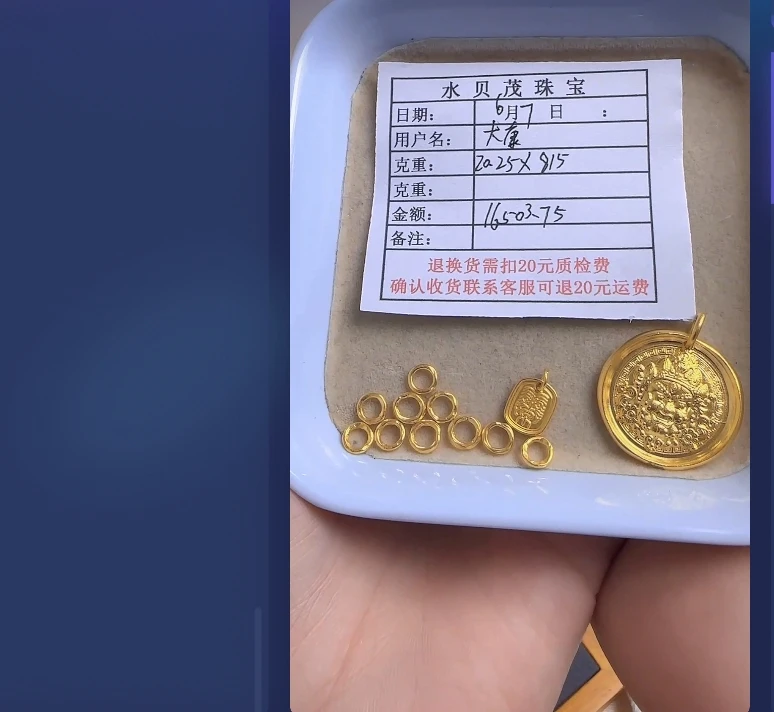 水贝茂珠宝
日期： 6月7日 ：
用户名： 大康
克重： 20.25X815
克重：
金额： 16503.75
备注：
退换货需扣20元质检费
确认收货联系客服可退20元运费